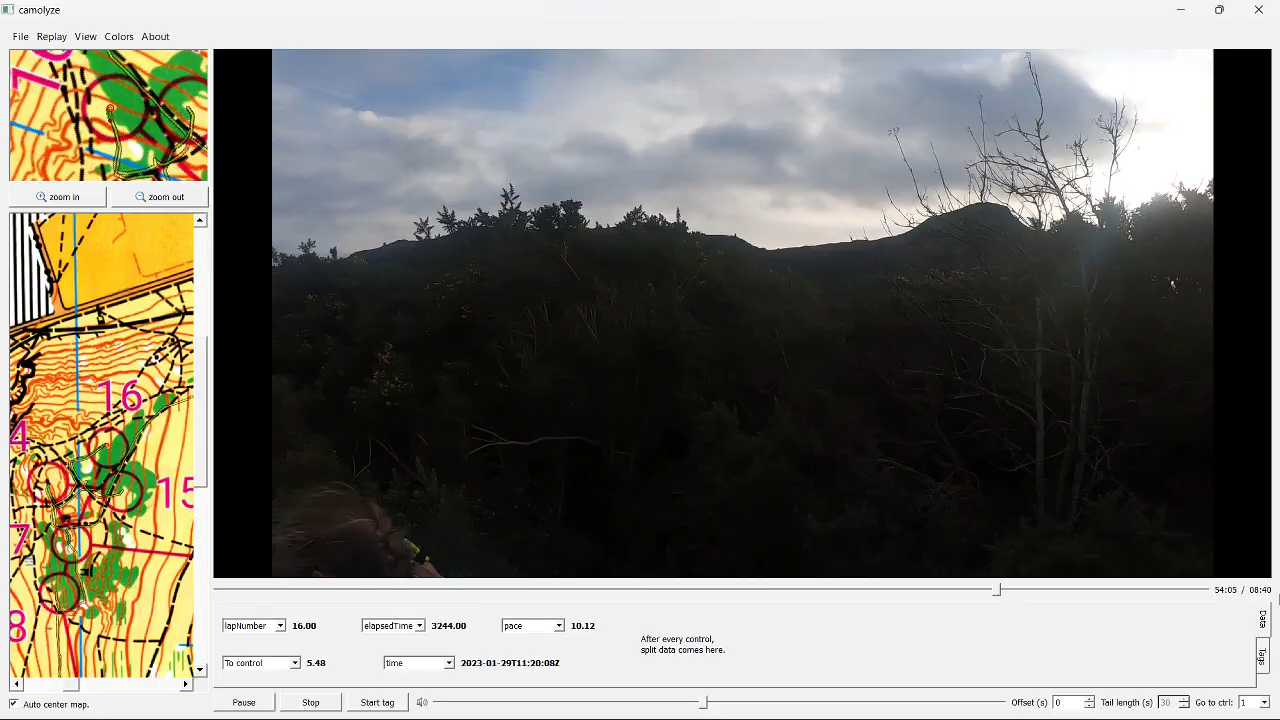 camolyze
File Replay View Colors About
7
zoom in
zoom out
16
4
15
7
8
Auto center map.
54:05 / 08:40
Data
Tags
lapNumber 16.00 elapsedTime 3244.00 pace 10.12
After every control,
split data comes here.
To control 5.48 time 2023-01-29T11:20:08Z
Pause Stop Start tag Offset (s) 0 Tail length (s) 30 Go to ctrl: 1